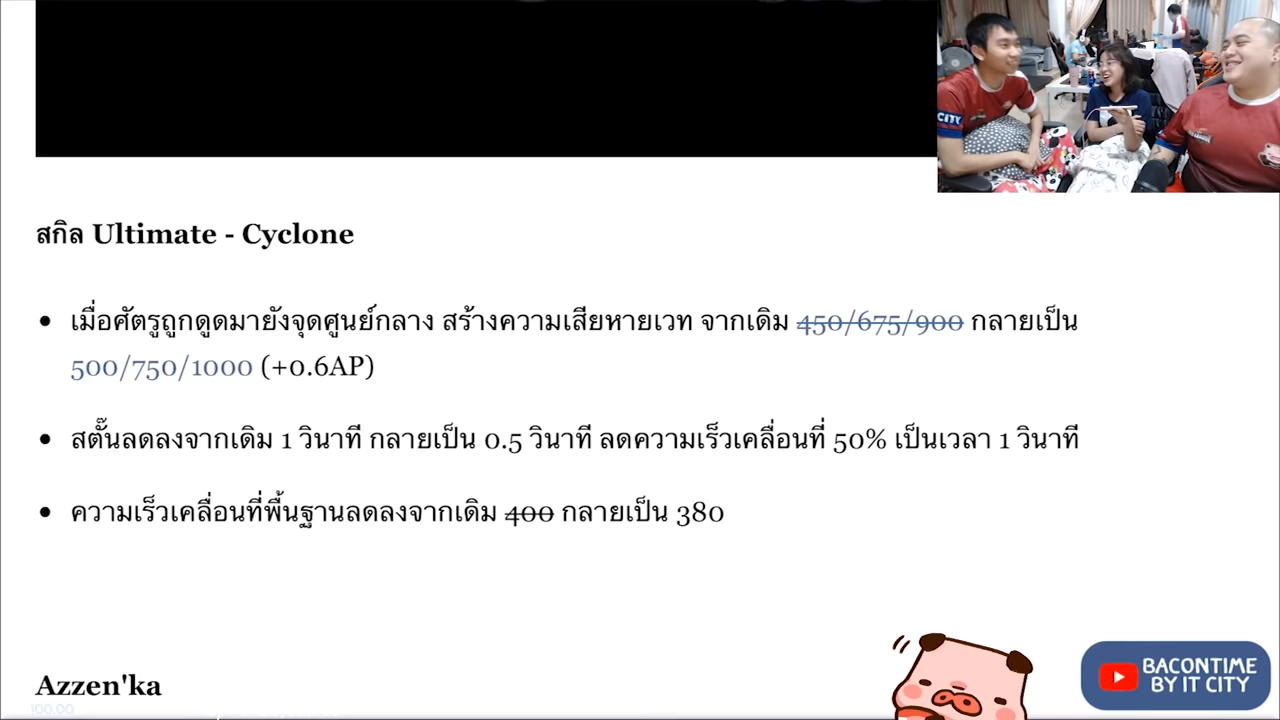 CITY
สกิล Ultimate - Cyclone
• เมื่อศัตรูถูกดูดมายังจุดศูนย์กลาง สร้างความเสียหายเวท จากเดิม 450/675/900 กลายเป็น
500/750/1000 (+0.6AP)
• สตั๊นลดลงจากเดิม 1 วินาที กลายเป็น 0.5 วินาที ลดความเร็วเคลื่อนที่ 50% เป็นเวลา 1 วินาที
• ความเร็วเคลื่อนที่พื้นฐานลดลงจากเดิม 400 กลายเป็น 380
Azzen'ka
100.00
BACONTIME
BY IT CITY